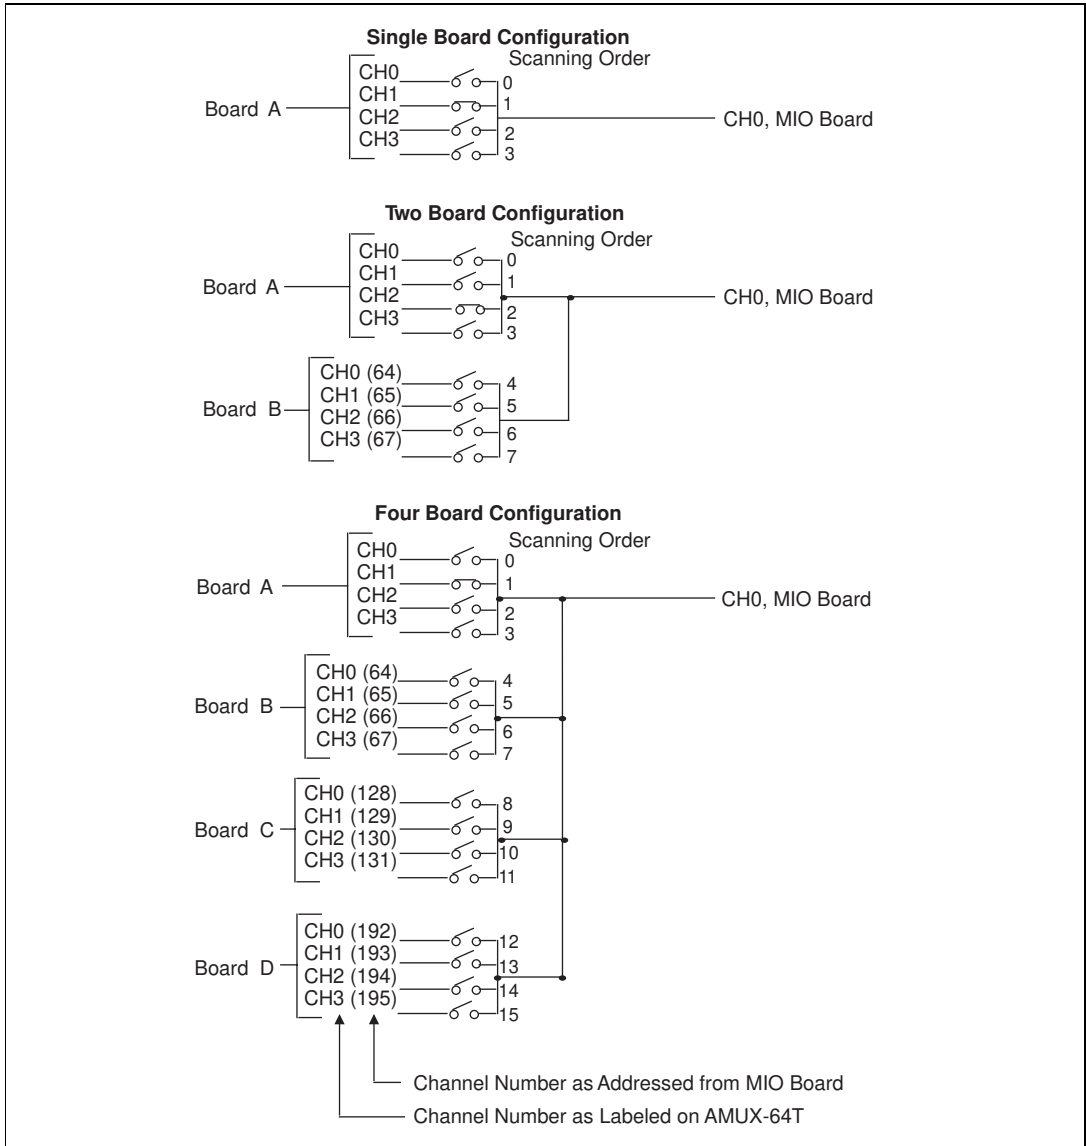 Single Board Configuration
Scanning Order
Board A
CH0
CH1
CH2
CH3
0
1
2
3
CH0, MIO Board
Two Board Configuration
Scanning Order
Board A
CH0
CH1
CH2
CH3
0
1
2
3
CH0, MIO Board
Board B
CH0 (64)
CH1 (65)
CH2 (66)
CH3 (67)
4
5
6
7
Four Board Configuration
Scanning Order
Board A
CH0
CH1
CH2
CH3
0
1
2
3
CH0, MIO Board
Board B
CH0 (64)
CH1 (65)
CH2 (66)
CH3 (67)
4
5
6
7
Board C
CH0 (128)
CH1 (129)
CH2 (130)
CH3 (131)
8
9
10
11
Board D
CH0 (192)
CH1 (193)
CH2 (194)
CH3 (195)
12
13
14
15
Channel Number as Addressed from MIO Board
Channel Number as Labeled on AMUX-64T